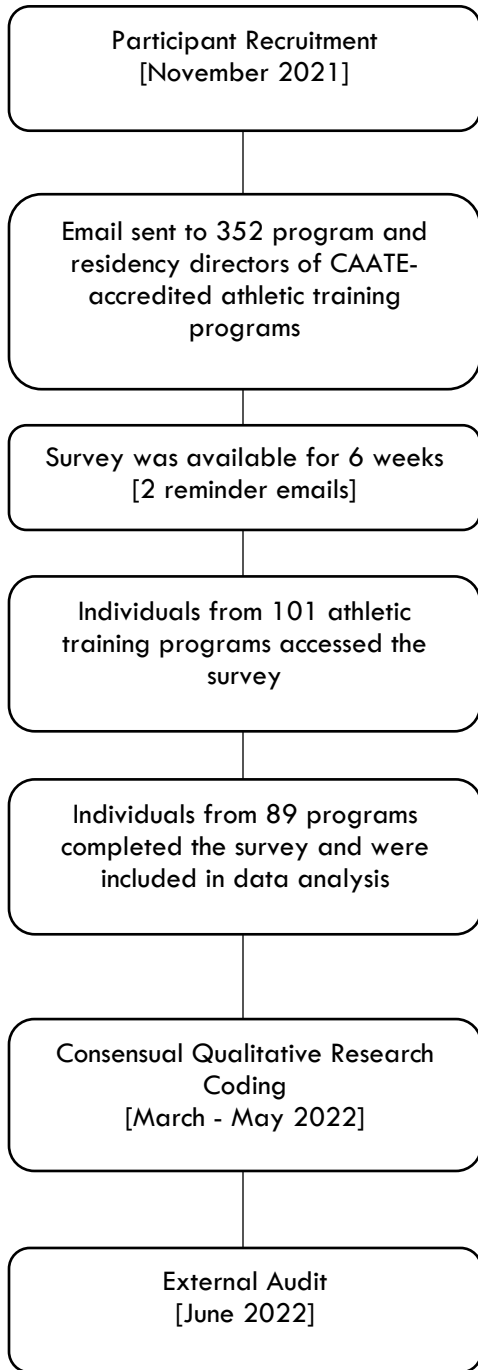 Participant Recruitment
[November 2021]
Email sent to 352 program and
residency directors of CAATE-
accredited athletic training
programs
Survey was available for 6 weeks
[2 reminder emails]
Individuals from 101 athletic
training programs accessed the
survey
Individuals from 89 programs
completed the survey and were
included in data analysis
Consensual Qualitative Research
Coding
[March - May 2022]
External Audit
[June 2022]